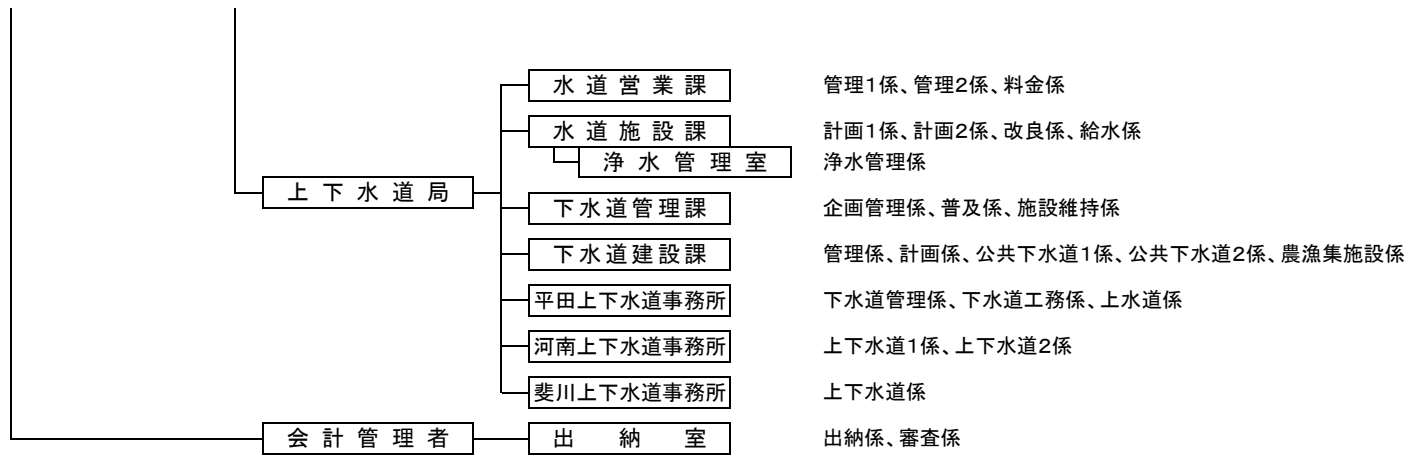 水道営業課 管理1係、管理2係、料金係
水道施設課 計画1係、計画2係、改良係、給水係
浄水管理室 浄水管理係
上下水道局
下水道管理課 企画管理係、普及係、施設維持係
下水道建設課 管理係、計画係、公共下水道1係、公共下水道2係、農漁集施設係
平田上下水道事務所 下水道管理係、下水道工務係、上水道係
河南上下水道事務所 上下水道1係、上下水道2係
斐川上下水道事務所 上下水道係
会計管理者 出納室 出納係、審査係